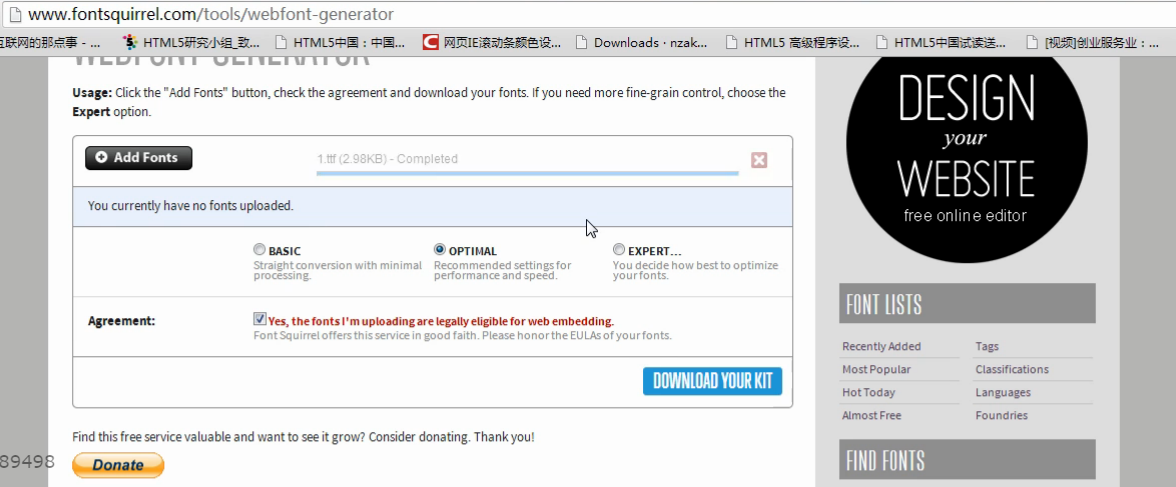 www.fontsquirrel.com/tools/webfont-generator
互联网的那点事 - ... HTML5研究小组_致... HTML5中国：中国... 网页IE滚动条颜色设... Downloads · nzak... HTML5 高级程序设... HTML5中国试读送... [视频]创业服务业：...
WEBFONT GENERATOR
Usage: Click the "Add Fonts" button, check the agreement and download your fonts. If you need more fine-grain control, choose the
Expert option.
Add Fonts
1.ttf (2.98KB) - Completed
You currently have no fonts uploaded.
BASIC
Straight conversion with minimal
processing.
OPTIMAL
Recommended settings for
performance and speed.
EXPERT...
You decide how best to optimize
your fonts.
Agreement:
Yes, the fonts I'm uploading are legally eligible for web embedding.
Font Squirrel offers this service in good faith. Please honor the EULAs of your fonts.
DOWNLOAD YOUR KIT
Find this free service valuable and want to see it grow? Consider donating. Thank you!
89498
Donate
DESIGN
your
WEBSITE
free online editor
FONT LISTS
Recently Added Tags
Most Popular Classifications
Hot Today Languages
Almost Free Foundries
FIND FONTS